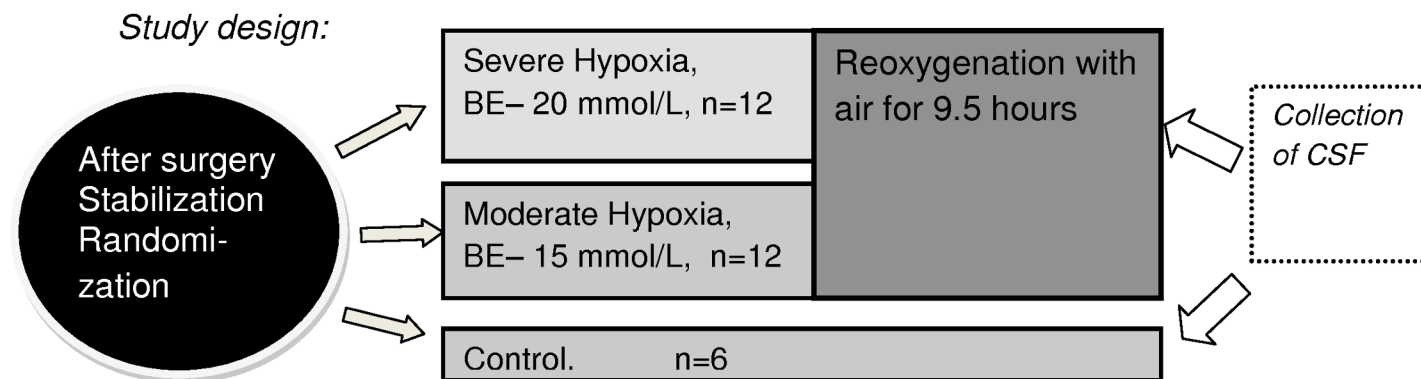 Study design:
After surgery
Stabilization
Randomi-
zation
Severe Hypoxia,
BE– 20 mmol/L, n=12
Moderate Hypoxia,
BE– 15 mmol/L, n=12
Control. n=6
Reoxygenation with
air for 9.5 hours
Collection
of CSF